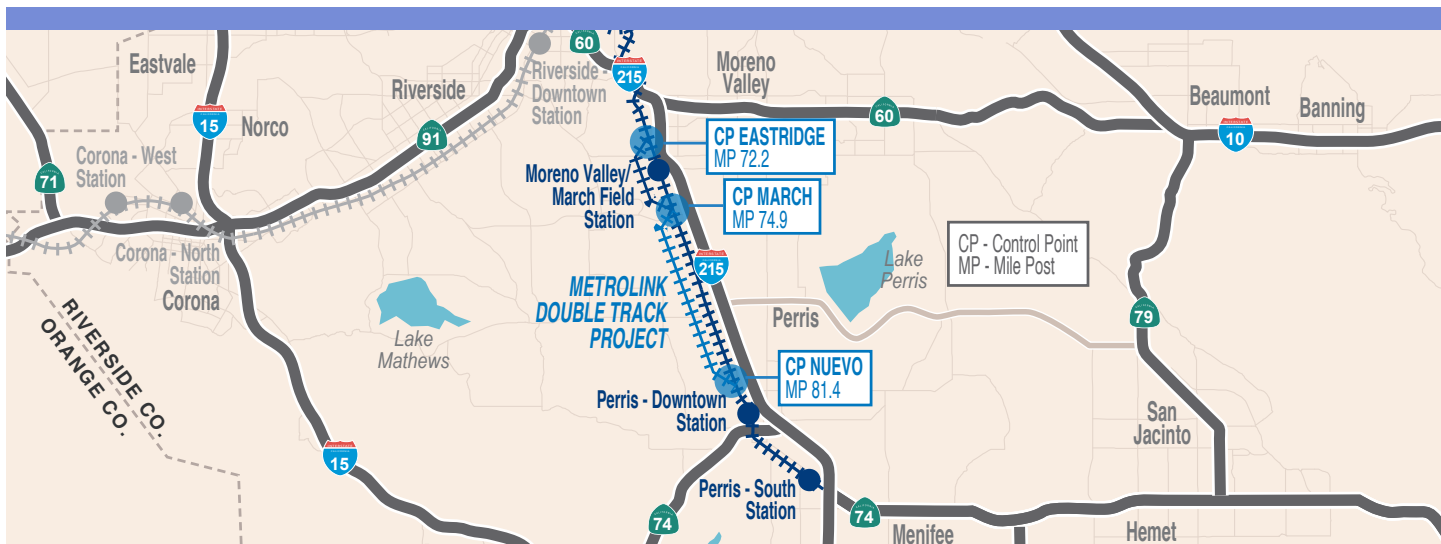 Eastvale
60
Riverside -
Downtown
Station
INTERSTATE
215
Moreno
Valley
Riverside
Beaumont
Banning
15
Norco
91
60
10
CP EASTRIDGE
MP 72.2
Corona - West
Station
71
Moreno Valley/
March Field
Station
CP MARCH
MP 74.9
CP - Control Point
MP - Mile Post
Corona - North
Station
Corona
215
Lake
Perris
METROLINK
DOUBLE TRACK
PROJECT
Perris
79
Lake
Mathews
RIVERSIDE CO.
ORANGE CO.
CP NUEVO
MP 81.4
Perris - Downtown
Station
San
Jacinto
15
Perris - South
Station
74
74
Menifee
Hemet